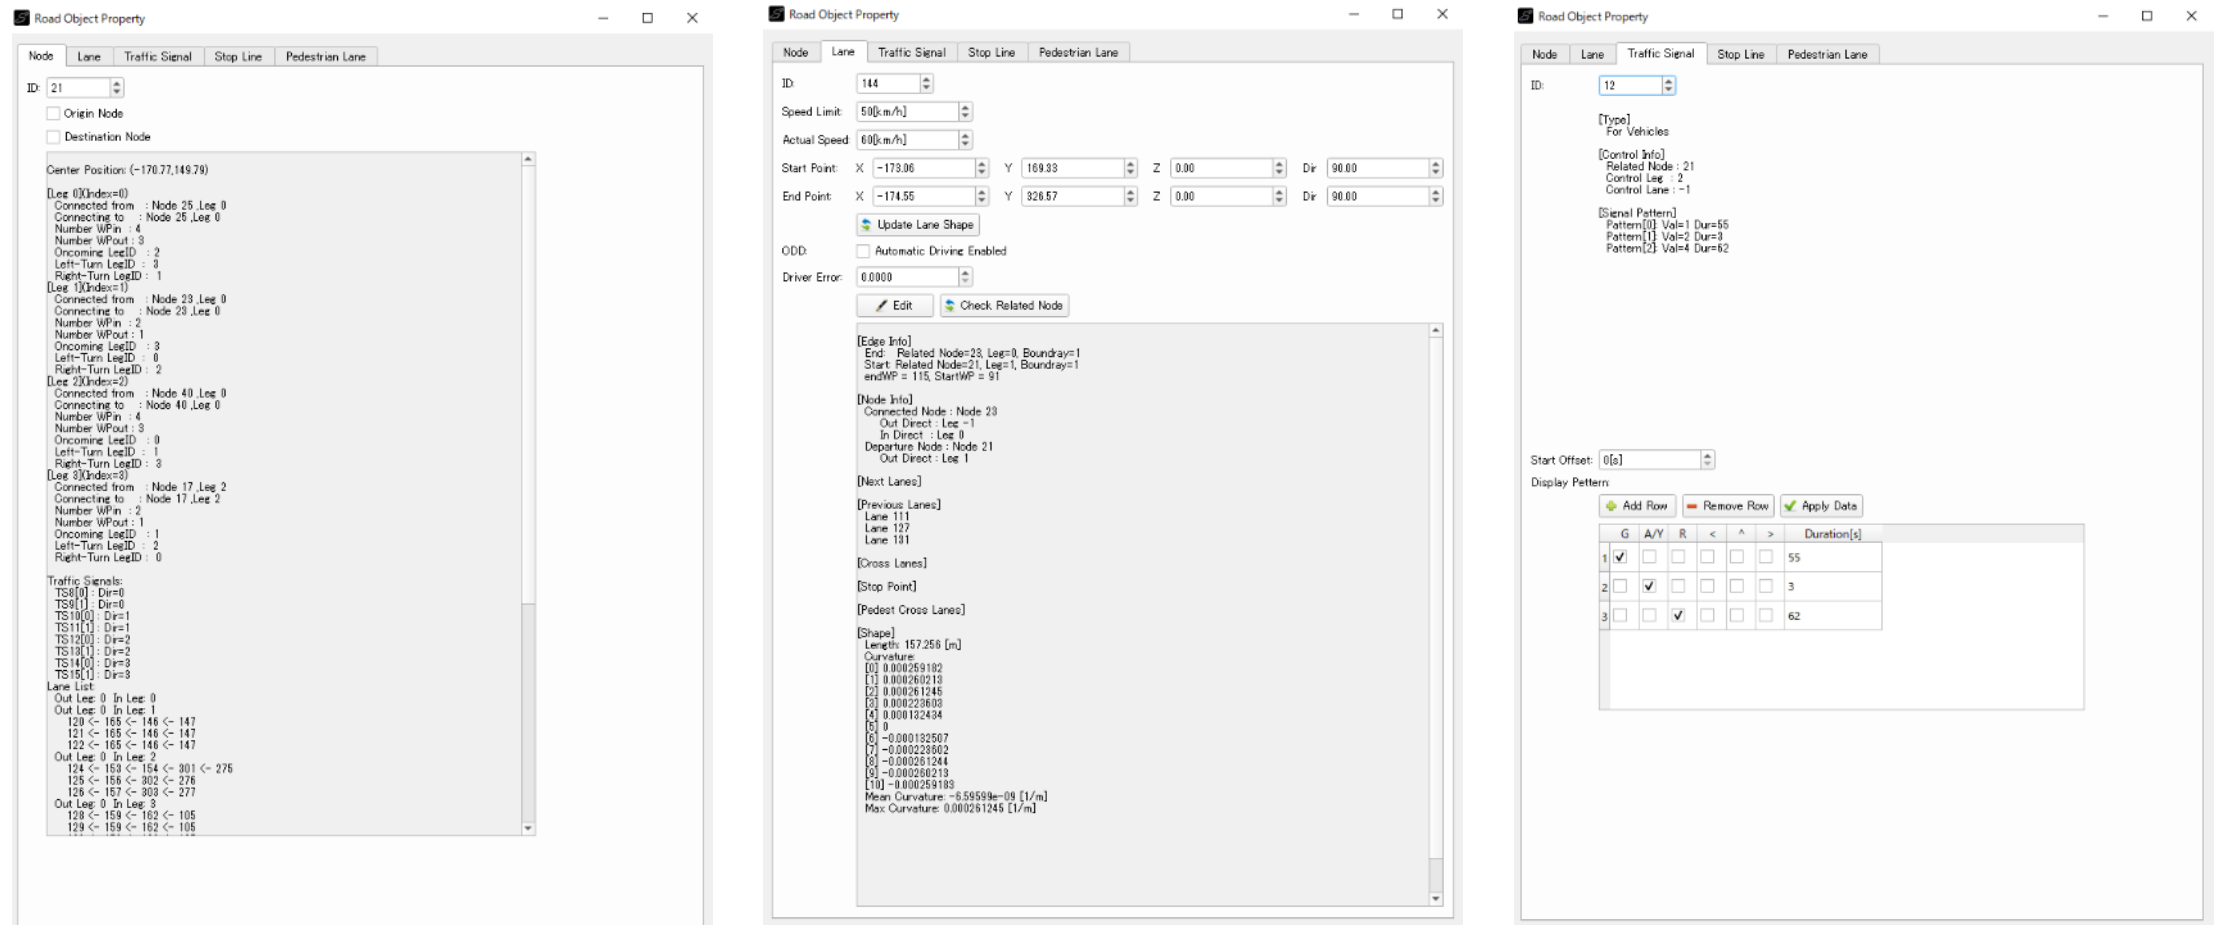 Road Object Property
Node Lane Traffic Signal Stop Line Pedestrian Lane
ID: 21
Origin Node
Destination Node
Center Position: (-170.77,149.79)
[Leg 0](Index=0)
Connected from : Node 25 ,Leg 0
Connecting to : Node 25 ,Leg 0
Number WPin : 4
Number WPout : 3
Oncoming LegID : 2
Left-Turn LegID : 3
Right-Turn LegID : 1
[Leg 1](Index=1)
Connected from : Node 23 ,Leg 0
Connecting to : Node 23 ,Leg 0
Number WPin : 2
Number WPout : 1
Oncoming LegID : 3
Left-Turn LegID : 0
Right-Turn LegID : 2
[Leg 2](Index=2)
Connected from : Node 40 ,Leg 0
Connecting to : Node 40 ,Leg 0
Number WPin : 4
Number WPout : 3
Oncoming LegID : 0
Left-Turn LegID : 1
Right-Turn LegID : 3
[Leg 3](Index=3)
Connected from : Node 17 ,Leg 2
Connecting to : Node 17 ,Leg 2
Number WPin : 2
Number WPout : 1
Oncoming LegID : 1
Left-Turn LegID : 2
Right-Turn LegID : 0
Traffic Signals:
TS8[0] : Dir=0
TS9[1] : Dir=0
TS10[0] : Dir=1
TS11[1] : Dir=1
TS12[0] : Dir=2
TS13[1] : Dir=2
TS14[0] : Dir=3
TS15[1] : Dir=3
Lane List:
Out Leg: 0 In Leg: 0
Out Leg: 0 In Leg: 1
120 <- 165 <- 146 <- 147
121 <- 165 <- 146 <- 147
122 <- 165 <- 146 <- 147
Out Leg: 0 In Leg: 2
124 <- 153 <- 154 <- 301 <- 275
125 <- 156 <- 302 <- 276
126 <- 157 <- 303 <- 277
Out Leg: 0 In Leg: 3
128 <- 159 <- 162 <- 105
129 <- 159 <- 162 <- 105
Road Object Property
Node Lane Traffic Signal Stop Line Pedestrian Lane
ID: 144
Speed Limit: 50[km/h]
Actual Speed: 60[km/h]
Start Point: X -173.06 Y 169.33 Z 0.00 Dir 90.00
End Point: X -174.55 Y 326.57 Z 0.00 Dir 90.00
Update Lane Shape
ODD: Automatic Driving Enabled
Driver Error: 0.0000
Edit Check Related Node
[Edge Info]
End: Related Node=23, Leg=0, Boundray=1
Start: Related Node=21, Leg=1, Boundray=1
endWP = 115, StartWP = 91
[Node Info]
Connected Node : Node 23
Out Direct : Leg -1
In Direct : Leg 0
Departure Node : Node 21
Out Direct : Leg 1
[Next Lanes]
[Previous Lanes]
Lane 111
Lane 127
Lane 131
[Cross Lanes]
[Stop Point]
[Pedest Cross Lanes]
[Shape]
Length: 157.256 [m]
Curvature:
[0] 0.000259182
[1] 0.000260213
[2] 0.000261245
[3] 0.000223603
[4] 0.000132434
[5] 0
[6] -0.000132507
[7] -0.000223602
[8] -0.000261244
[9] -0.000260213
[10] -0.000259183
Mean Curvature: -6.59599e-09 [1/m]
Max Curvature: 0.000261245 [1/m]
Road Object Property
Node Lane Traffic Signal Stop Line Pedestrian Lane
ID: 12
[Type]
For Vehicles
[Control Info]
Related Node : 21
Control Leg : 2
Control Lane : -1
[Signal Pattern]
Pattern[0]: Val=1 Dur=55
Pattern[1]: Val=2 Dur=3
Pattern[2]: Val=4 Dur=62
Start Offset: 0[s]
Display Pettern:
Add Row Remove Row Apply Data
G A/Y R < ^ > Duration[s]
1 55
2 3
3 62